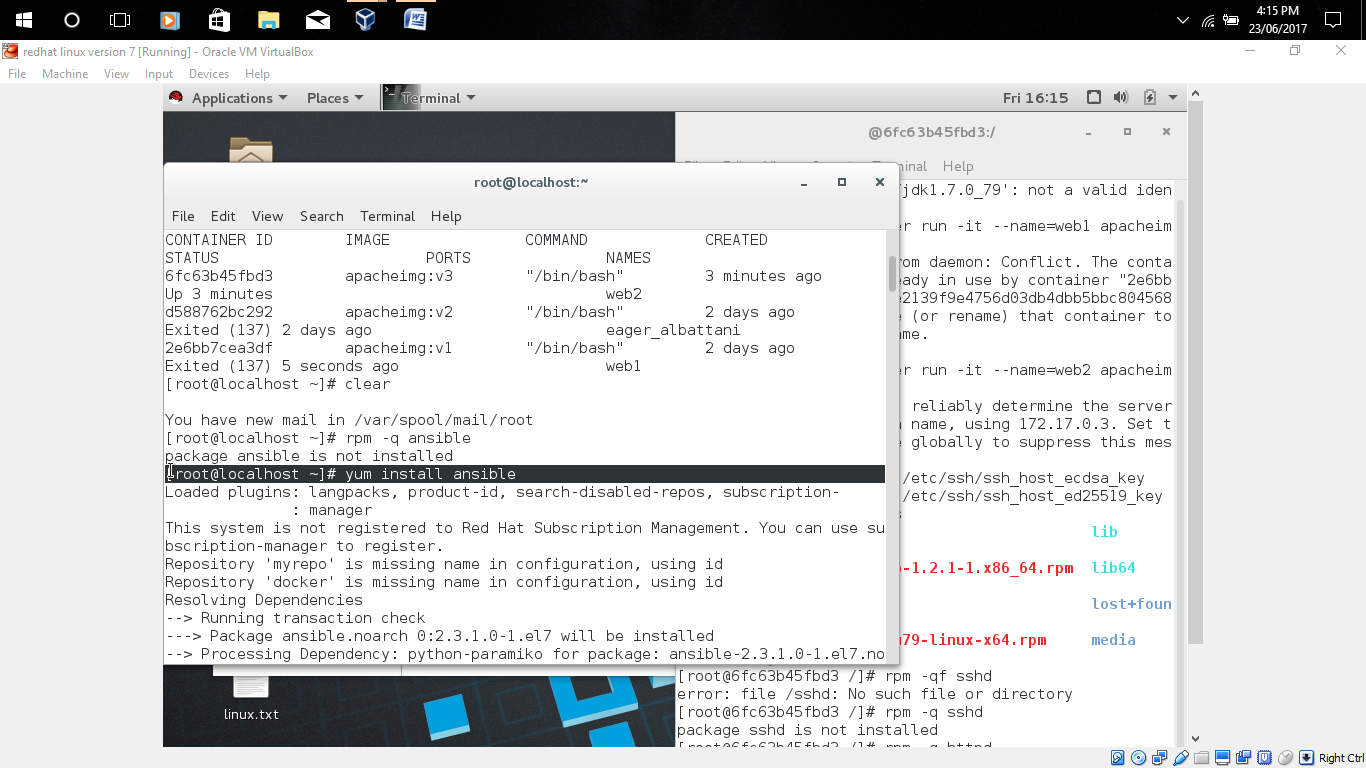 4:15 PM
23/06/2017
redhat linux version 7 [Running] - Oracle VM VirtualBox
File Machine View Input Devices Help
Applications Places Terminal Fri 16:15
@6fc63b45fbd3:/
Help
root@localhost:~
File Edit View Search Terminal Help
CONTAINER ID IMAGE COMMAND CREATED
STATUS PORTS NAMES
6fc63b45fbd3 apacheimg:v3 "/bin/bash" 3 minutes ago
Up 3 minutes web2
d588762bc292 apacheimg:v2 "/bin/bash" 2 days ago
Exited (137) 2 days ago eager_albattani
2e6bb7cea3df apacheimg:v1 "/bin/bash" 2 days ago
Exited (137) 5 seconds ago web1
[root@localhost ~]# clear
You have new mail in /var/spool/mail/root
[root@localhost ~]# rpm -q ansible
package ansible is not installed
[root@localhost ~]# yum install ansible
Loaded plugins: langpacks, product-id, search-disabled-repos, subscription-
: manager
This system is not registered to Red Hat Subscription Management. You can use su
bscription-manager to register.
Repository 'myrepo' is missing name in configuration, using id
Repository 'docker' is missing name in configuration, using id
Resolving Dependencies
--> Running transaction check
---> Package ansible.noarch 0:2.3.1.0-1.el7 will be installed
--> Processing Dependency: python-paramiko for package: ansible-2.3.1.0-1.el7.no
jdk1.7.0_79': not a valid iden
er run -it --name=web1 apacheim
om daemon: Conflict. The conta
eady in use by container "2e6bb
e2139f9e4756d03db4dbb5bbc804568
e (or rename) that container to
ame.
er run -it --name=web2 apacheim
reliably determine the server
n name, using 172.17.0.3. Set t
globally to suppress this mes
/etc/ssh/ssh_host_ecdsa_key
/etc/ssh/ssh_host_ed25519_key
s
lib
-1.2.1-1.x86_64.rpm lib64
lost+foun
u79-linux-x64.rpm media
[root@6fc63b45fbd3 /]# rpm -qf sshd
error: file /sshd: No such file or directory
[root@6fc63b45fbd3 /]# rpm -q sshd
package sshd is not installed
[root@6fc63b45fbd3 /]# rpm -q httpd
linux.txt
Right Ctrl